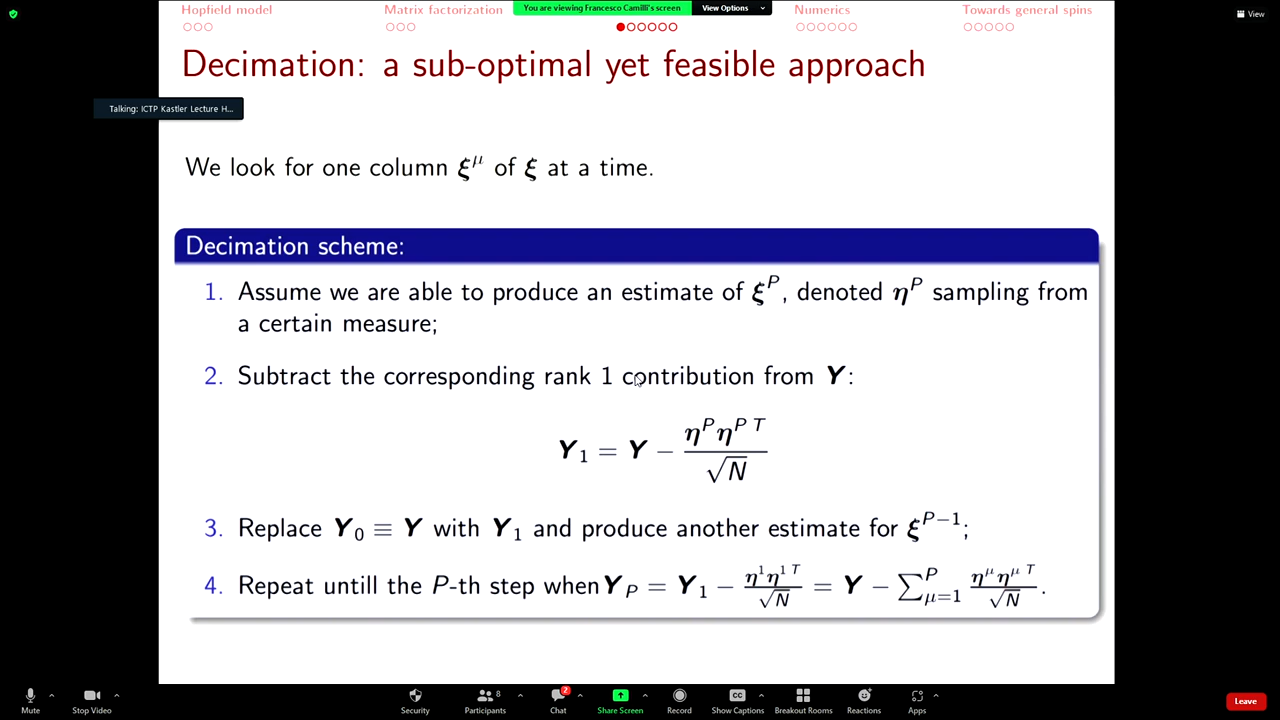 Hopfield model Matrix factorization Numerics Towards general spins
You are viewing Francesco Camilli's screen View Options
View
Decimation: a sub-optimal yet feasible approach
Talking: ICTP Kastler Lecture H...
We look for one column ξ^μ of ξ at a time.
Decimation scheme:
1. Assume we are able to produce an estimate of ξ^P, denoted η^P sampling from
a certain measure;
2. Subtract the corresponding rank 1 contribution from Y:
Y_1 = Y − η^P η^{P T} / √N
3. Replace Y_0 ≡ Y with Y_1 and produce another estimate for ξ^{P−1};
4. Repeat untill the P-th step when Y_P = Y_1 − η^1 η^{1 T} / √N = Y − ∑_{μ=1}^P η^μ η^{μ T} / √N.
8 2
Mute Stop Video Security Participants Chat Share Screen Record Show Captions Breakout Rooms Reactions Apps Leave